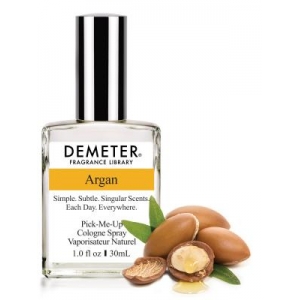 DEMETER®
FRAGRANCE LIBRARY
Argan
Simple. Subtle. Singular Scents.
Each Day. Everywhere.
Pick-Me-Up
Cologne Spray
Vaporisateur Naturel
1.0 fl oz ▮ 30mL